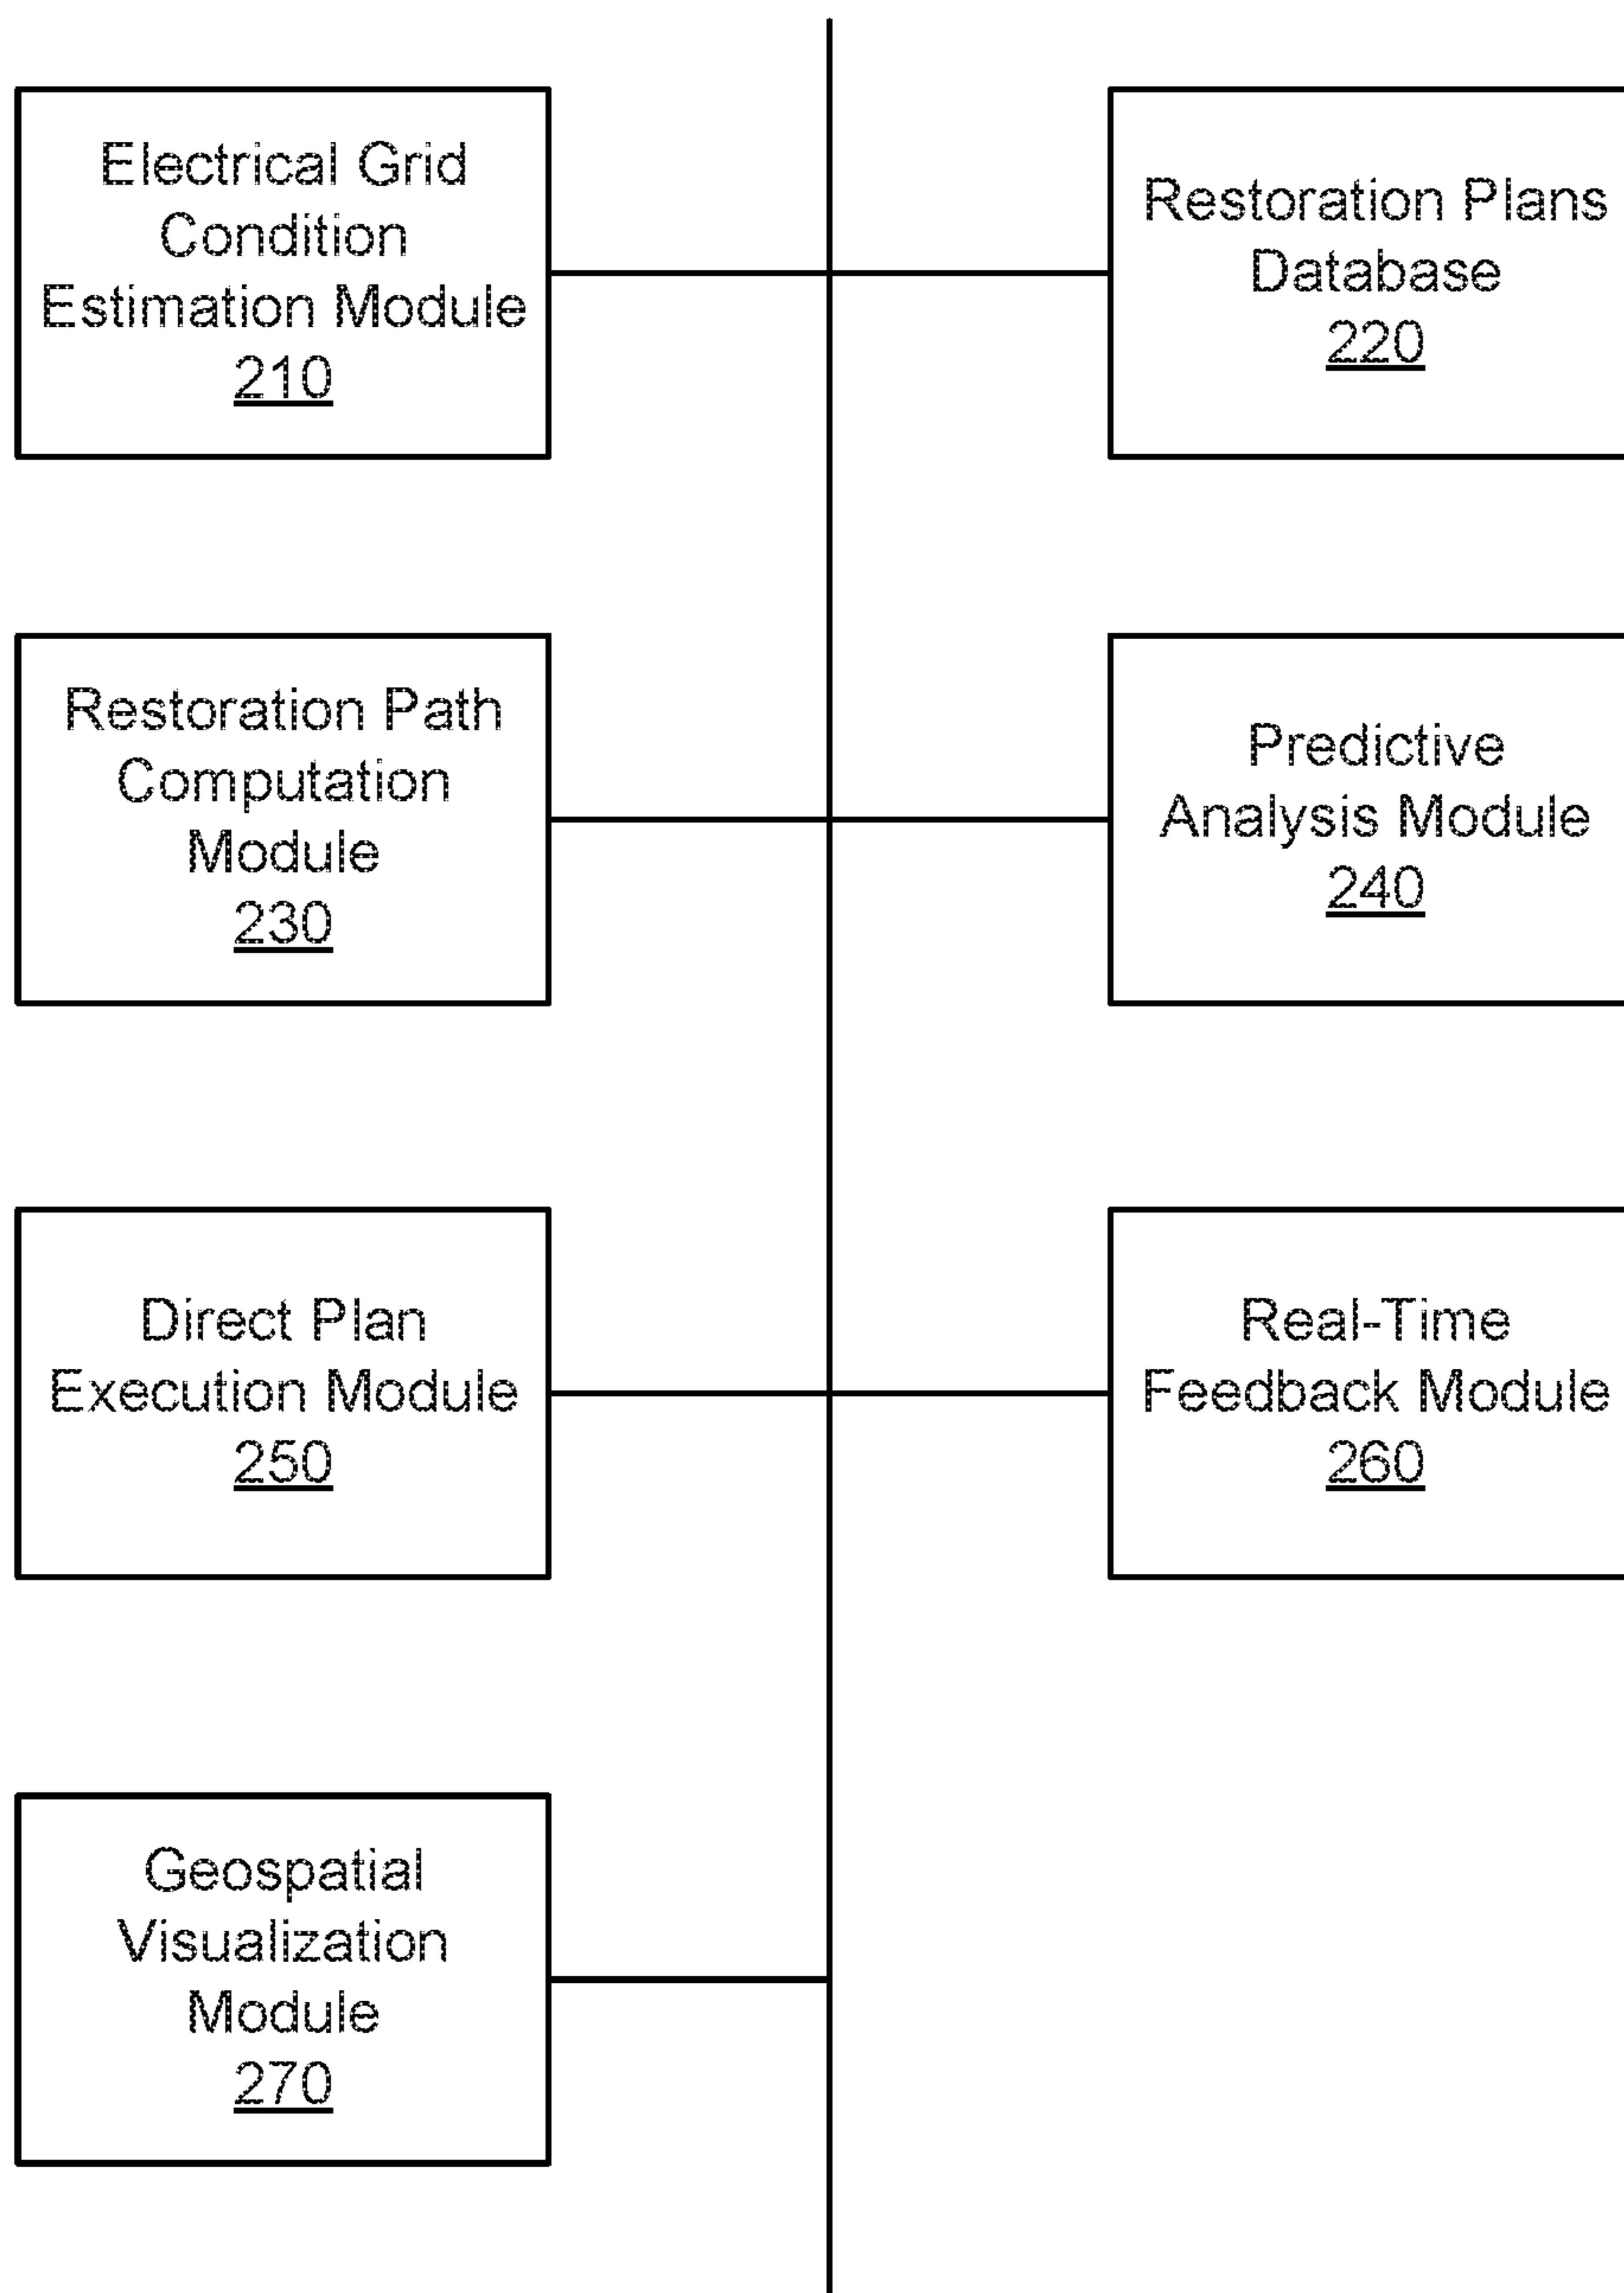 Electrical Grid
Condition
Estimation Module
210
Restoration Plans
Database
220
Restoration Path
Computation
Module
230
Predictive
Analysis Module
240
Direct Plan
Execution Module
250
Real-Time
Feedback Module
260
Geospatial
Visualization
Module
270